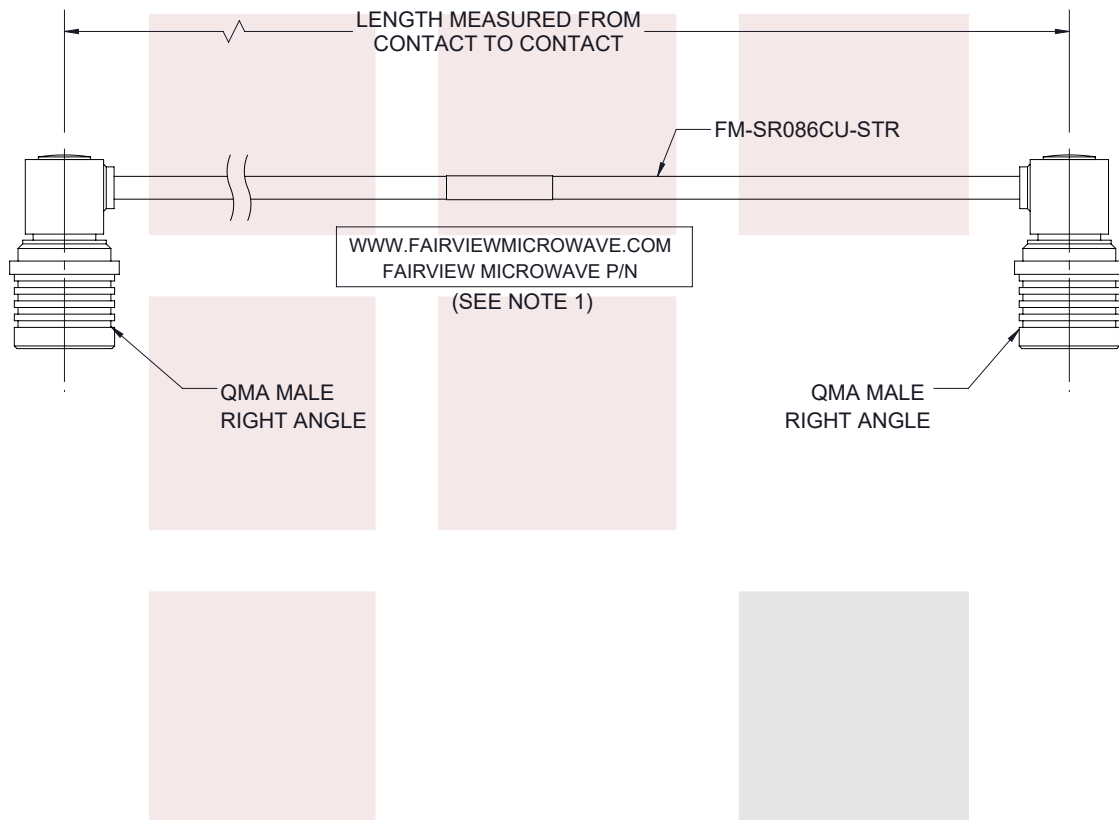 LENGTH MEASURED FROM
CONTACT TO CONTACT
FM-SR086CU-STR
WWW.FAIRVIEWMICROWAVE.COM
FAIRVIEW MICROWAVE P/N
(SEE NOTE 1)
QMA MALE
RIGHT ANGLE
QMA MALE
RIGHT ANGLE